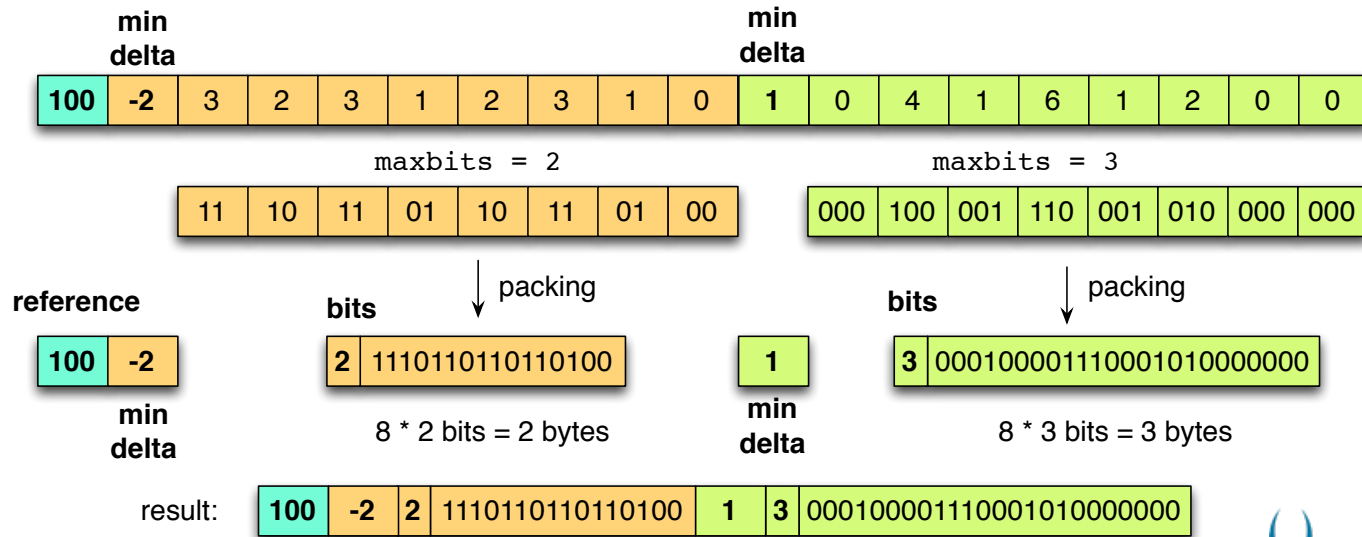 min delta min delta
100 -2 3 2 3 1 2 3 1 0 1 0 4 1 6 1 2 0 0
maxbits = 2 maxbits = 3
11 10 11 01 10 11 01 00 000 100 001 110 001 010 000 000
packing packing
reference bits bits
100 -2 2 1110110110110100 1 3 000100001110001010000000
min delta 8 * 2 bits = 2 bytes min delta 8 * 3 bits = 3 bytes
result: 100 -2 2 1110110110110100 1 3 000100001110001010000000